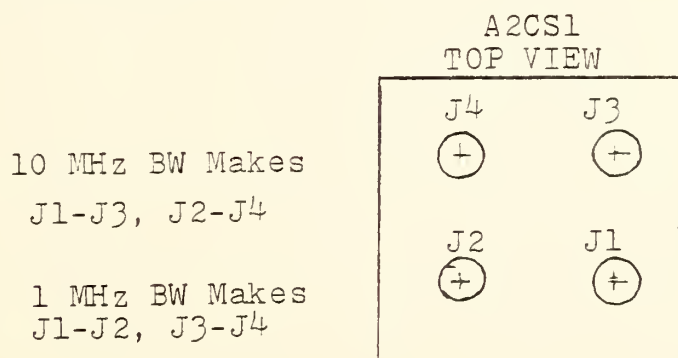 A2CS1
TOP VIEW
J4 J3
10 MHz BW Makes
J1-J3, J2-J4
J2 J1
1 MHz BW Makes
J1-J2, J3-J4